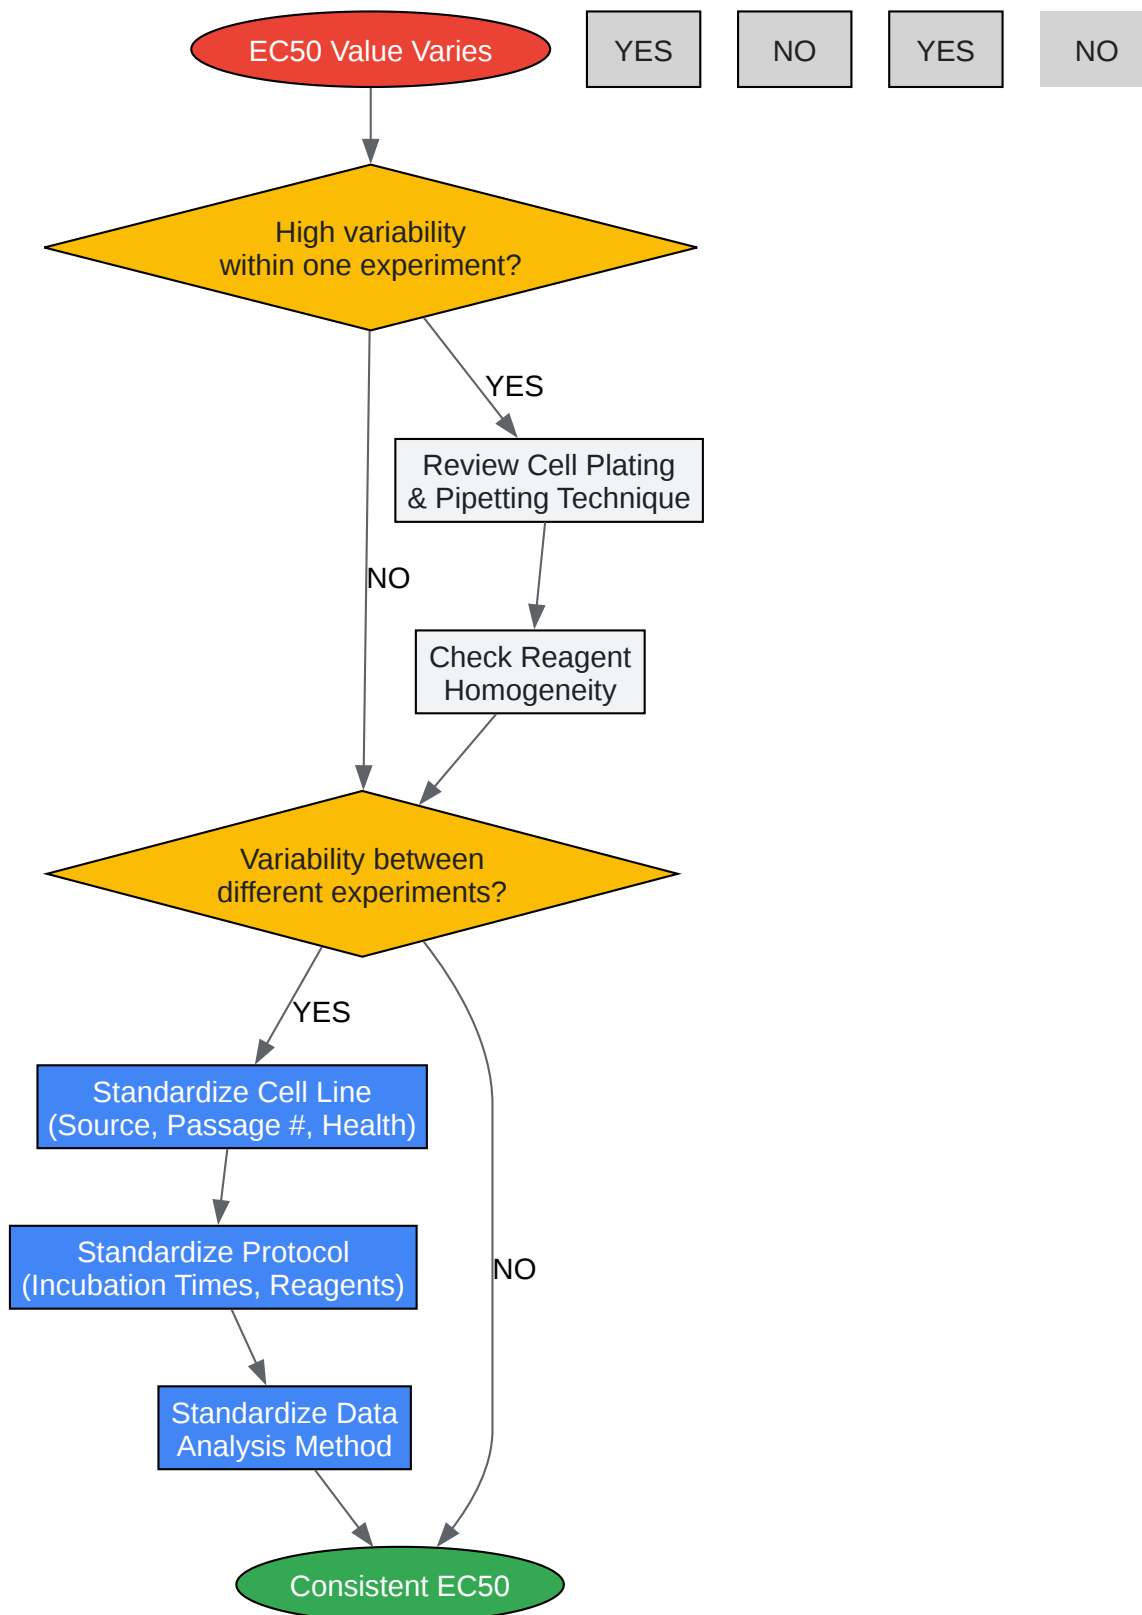 EC50 Value Varies
YES
NO
YES
NO
High variability
within one experiment?
YES
Review Cell Plating
& Pipetting Technique
NO
Check Reagent
Homogeneity
Variability between
different experiments?
YES
Standardize Cell Line
(Source, Passage #, Health)
Standardize Protocol
(Incubation Times, Reagents)
NO
Standardize Data
Analysis Method
Consistent EC50